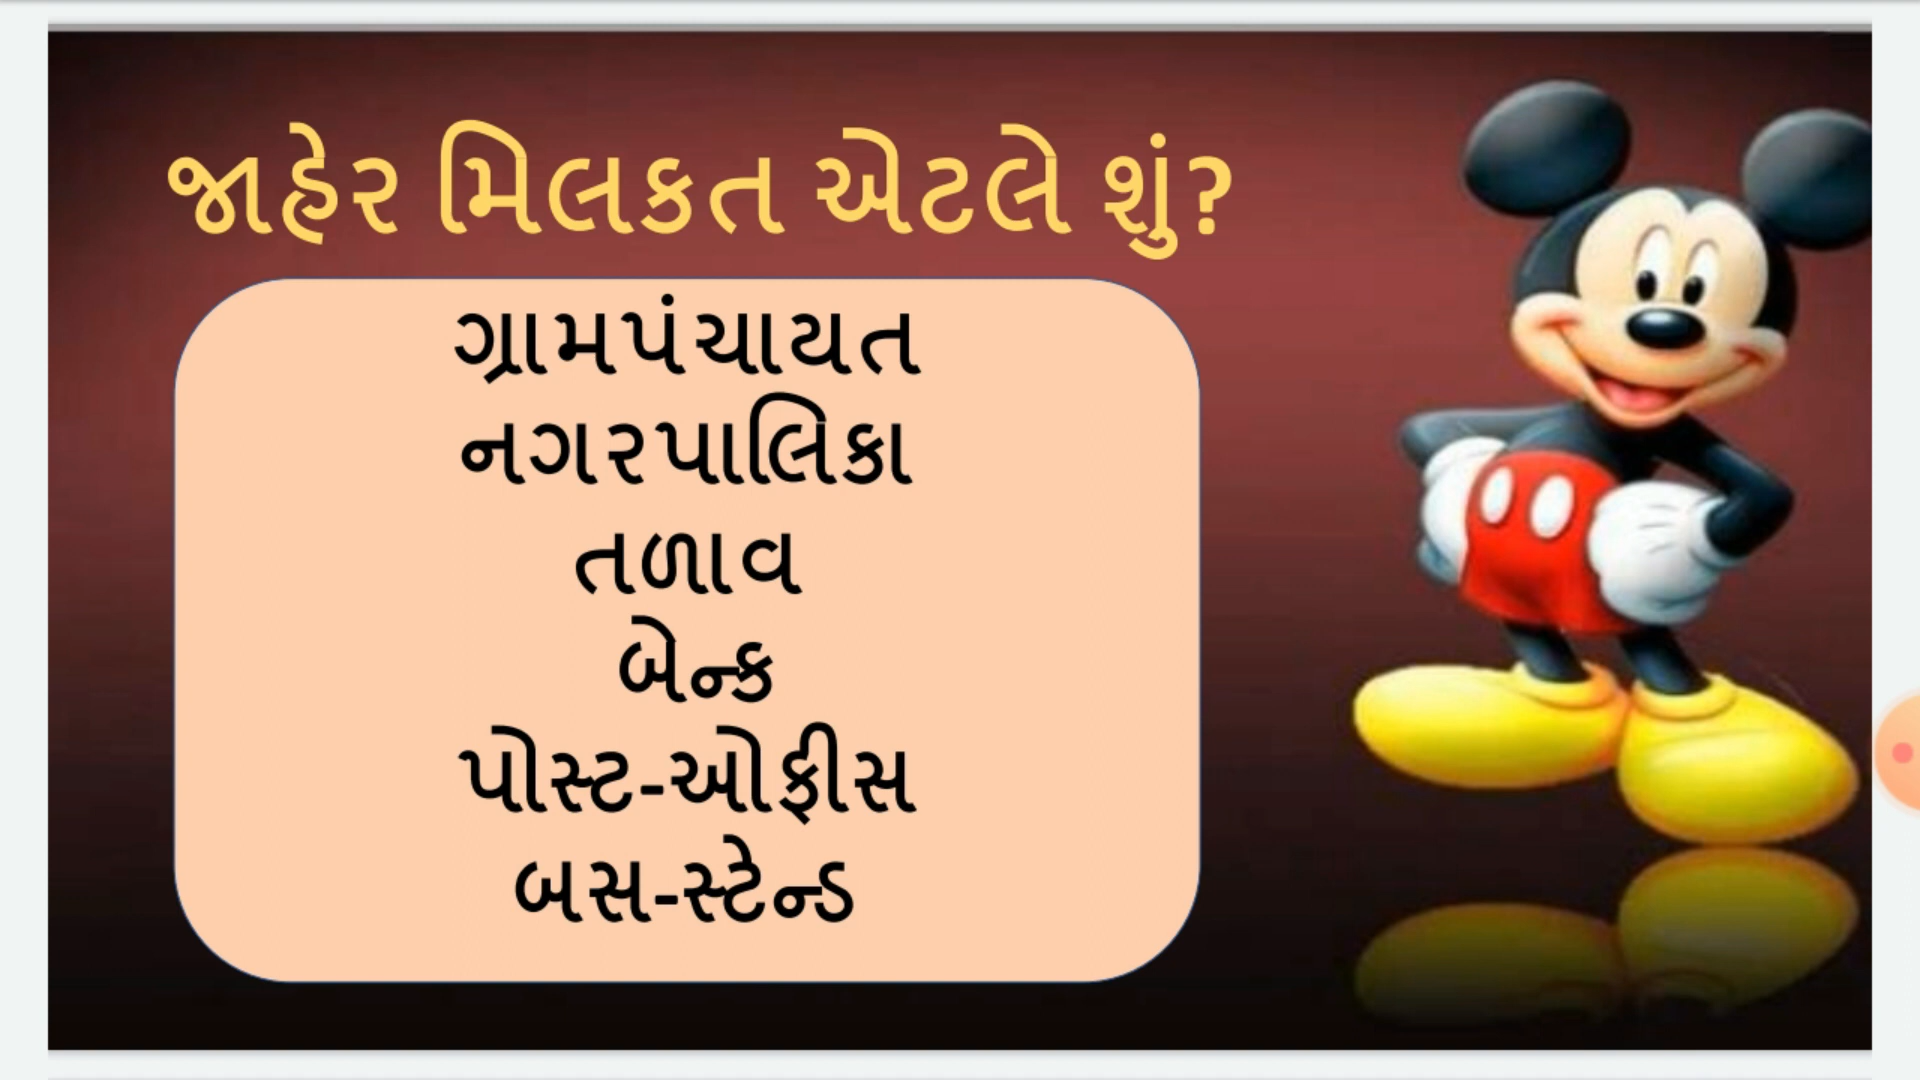 જાહેર મિલકત એટલે શું?
ગ્રામપંચાયત
નગરપાલિકા
તળાવ
બેન્ક
પોસ્ટ-ઓફીસ
બસ-સ્ટેન્ડ